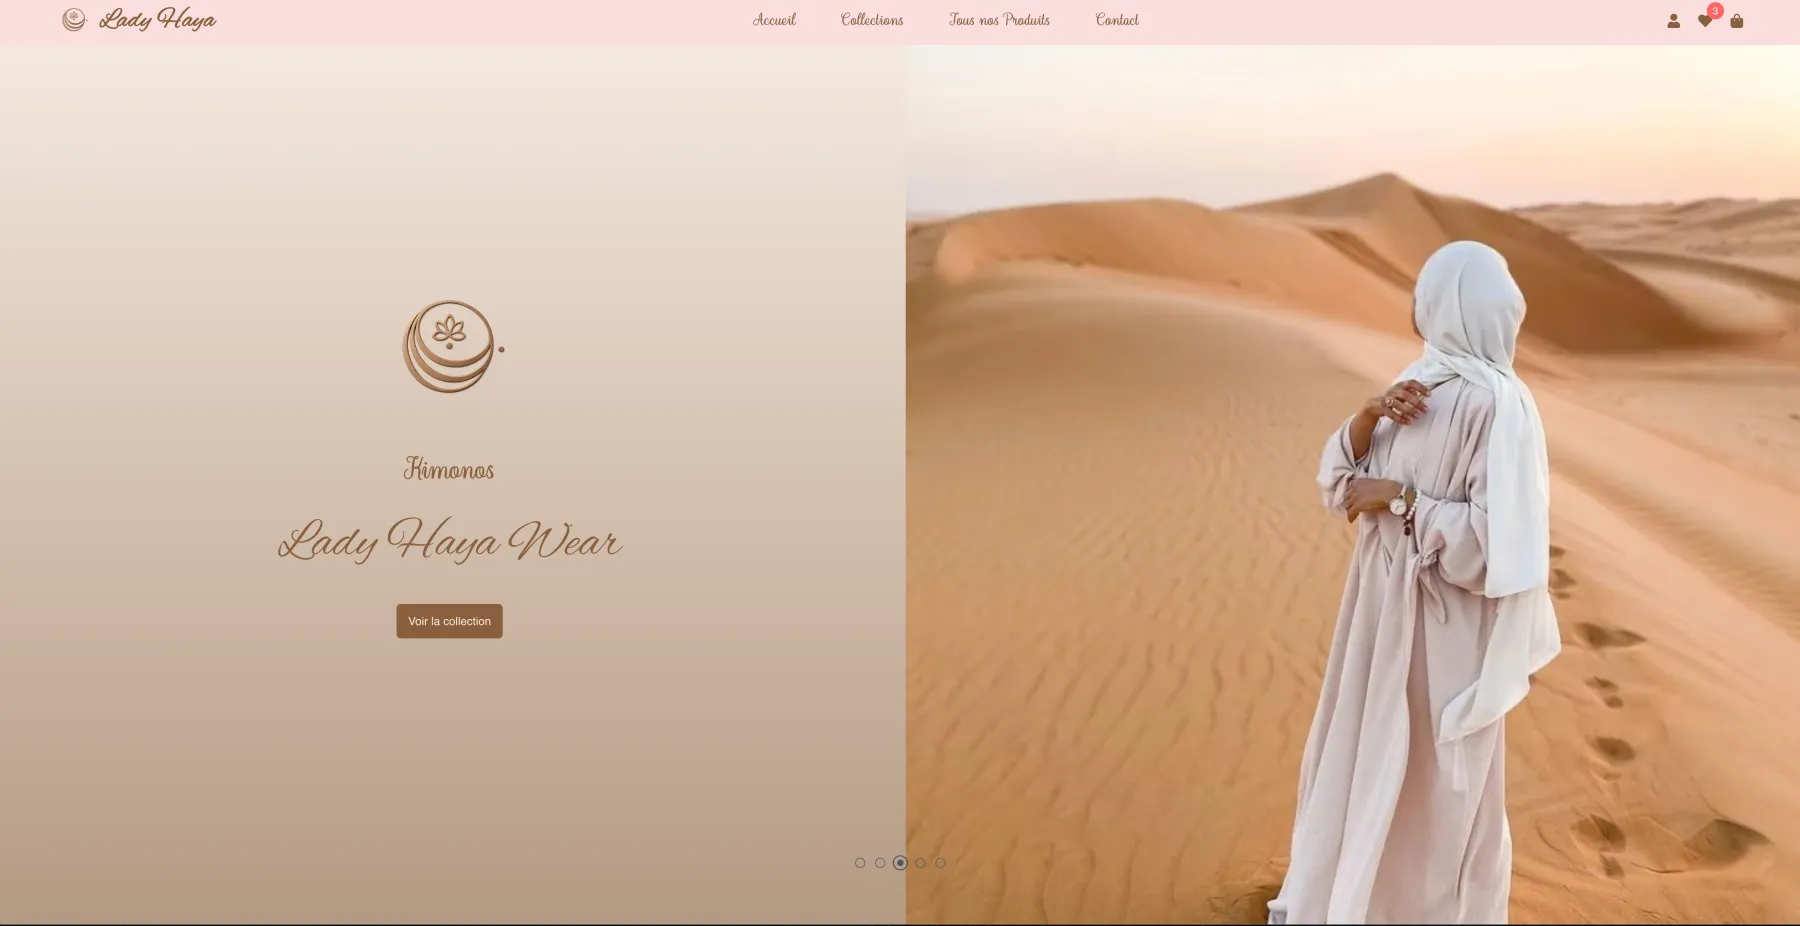 Lady Haya
Accueil Collections Tous nos Produits Contact
3
Kimonos
Lady Haya Wear
Voir la collection